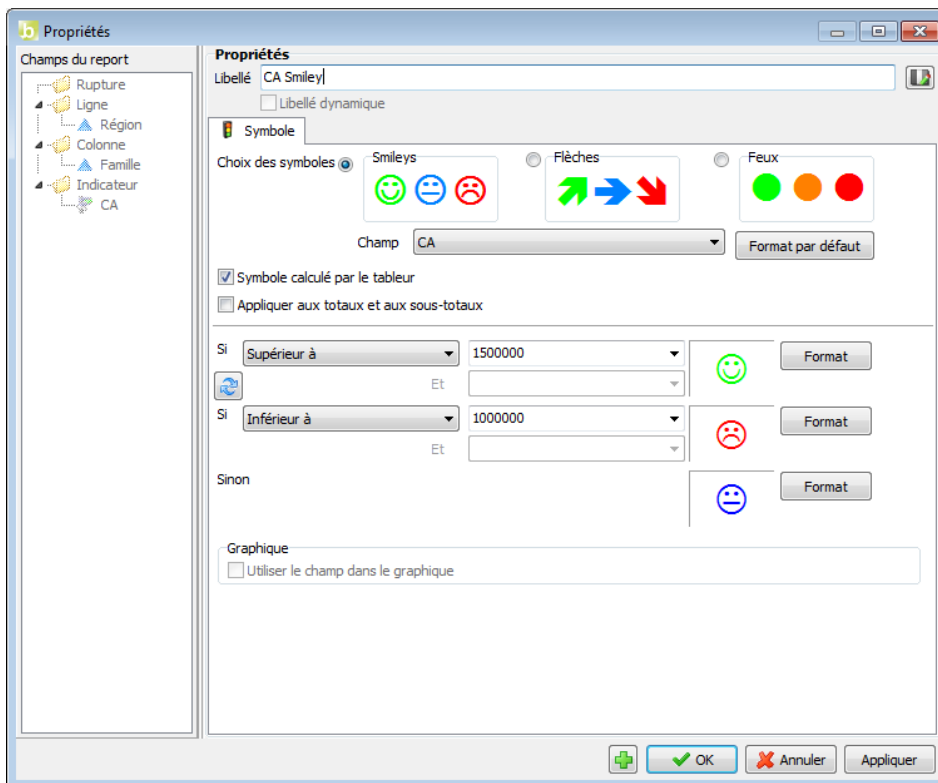 Propriétés
Champs du report
Rupture
Ligne
Région
Colonne
Famille
Indicateur
CA
Propriétés
Libellé CA Smiley
Libellé dynamique
Symbole
Choix des symboles Smileys Flèches Feux
Champ CA Format par défaut
Symbole calculé par le tableur
Appliquer aux totaux et aux sous-totaux
Si Supérieur à 1500000 Format
Et
Si Inférieur à 1000000 Format
Et
Sinon Format
Graphique
Utiliser le champ dans le graphique
OK Annuler Appliquer